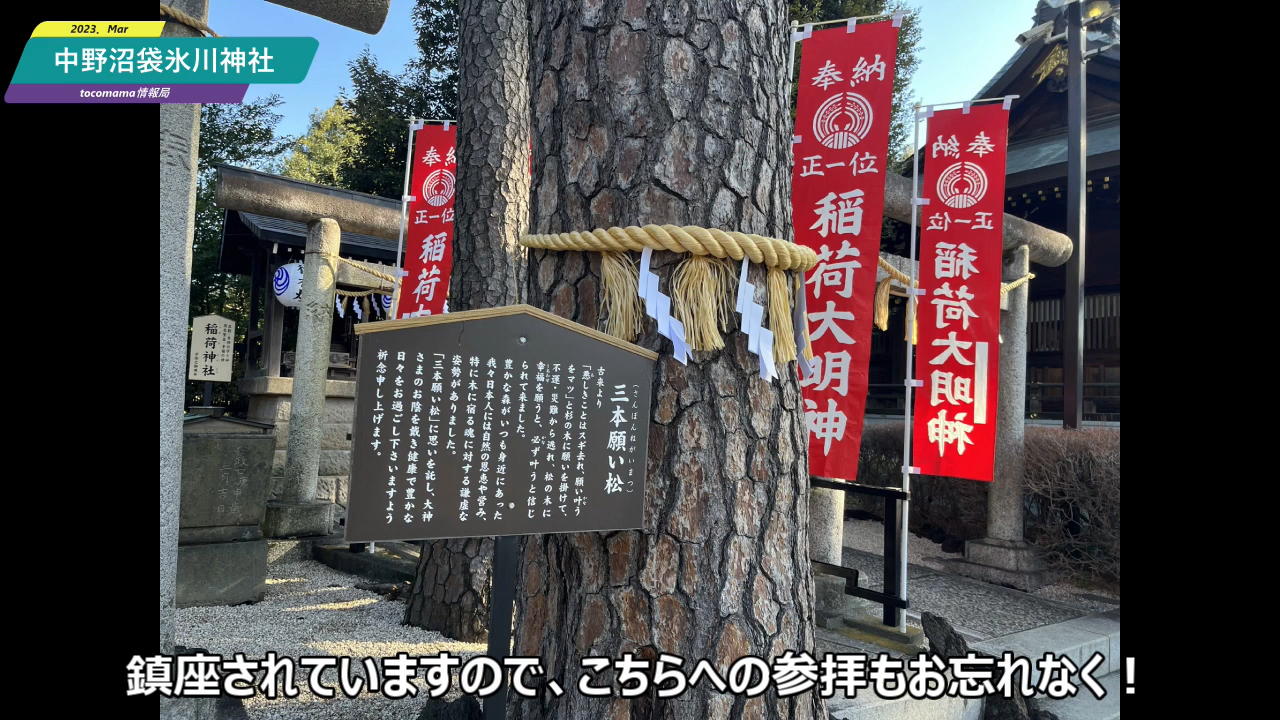 2023. Mar
中野沼袋氷川神社
tocomama情報局
奉納
正一位
稲荷大明神
奉納
正一位
稲荷大明神
奉
正一位
稲荷
稲荷神社
(さんぼんねがいまつ)
三本願い松
古来より
「悪しきことはスギ去れ、願い叶う
をマツ」と杉の木に願いを掛けて、
不運・災難から逃れ、松の木に
幸福を願うと、必ず叶うと信じ
られて来ました。
豊かな森がいつも身近にあった
我々日本人には自然の恩恵や営み、
特に木に宿る魂に対する謙虚な
姿勢がありました。
「三本願い松」に思いを託し、大神
さまのお陰を戴き健康で豊かな
日々をお過ごし下さいますよう
祈念申し上げます。
鎮座されていますので、こちらへの参拝もお忘れなく！